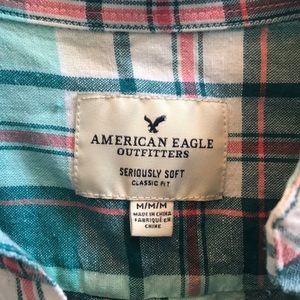 AMERICAN EAGLE
OUTFITTERS
SERIOUSLY SOFT
CLASSIC FIT
M/M/M
MADE IN CHINA
FABRIQUÉ EN
CHINE